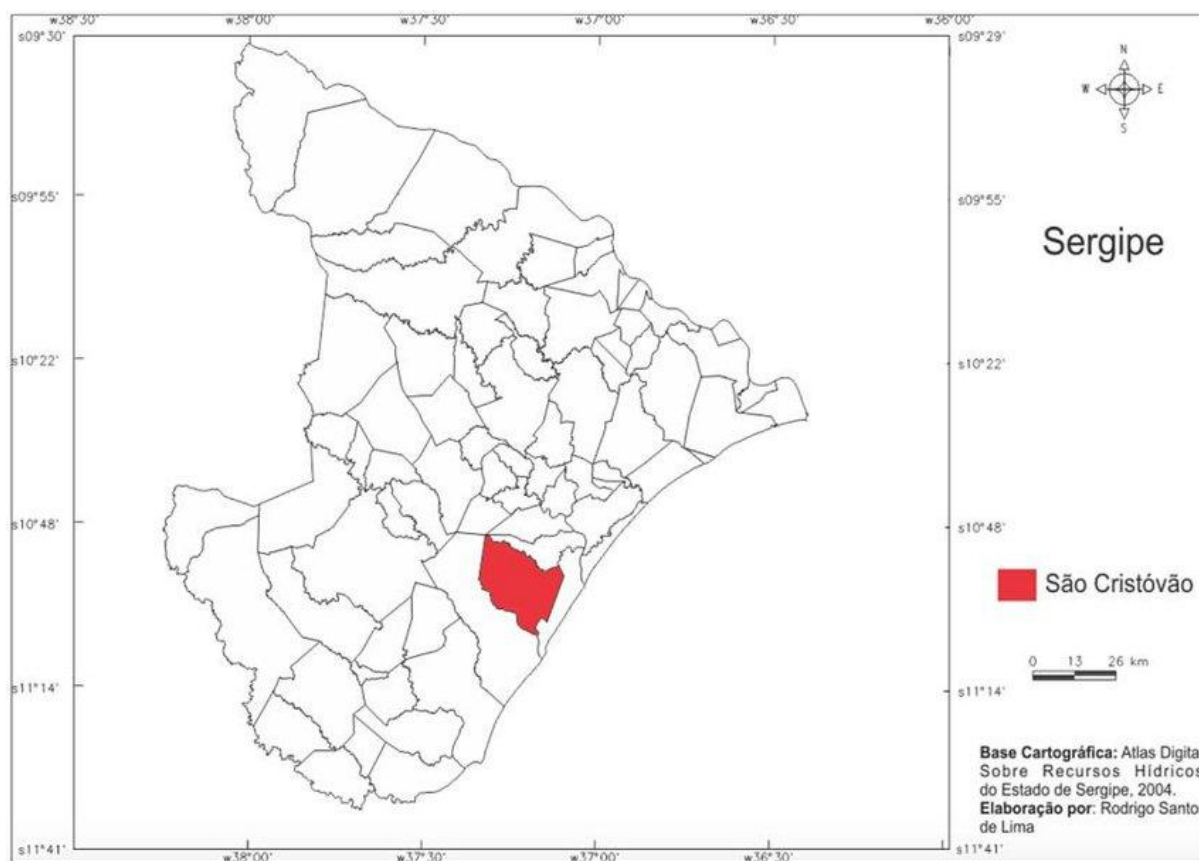 w38°30' w38°00' w37°30' w37°00' w36°30' w36°00'
s09°30' s09°29'
N
W E
S
s09°55' s09°55'
Sergipe
s10°22' s10°22'
s10°48' s10°48'
São Cristóvão
0 13 26 km
s11°14' s11°14'
Base Cartográfica: Atlas Digita
Sobre Recursos Hídricos
do Estado de Sergipe, 2004.
Elaboração por: Rodrigo Santo
de Lima
s11°41' s11°41'
w38°00' w37°30' w37°00' w36°30'